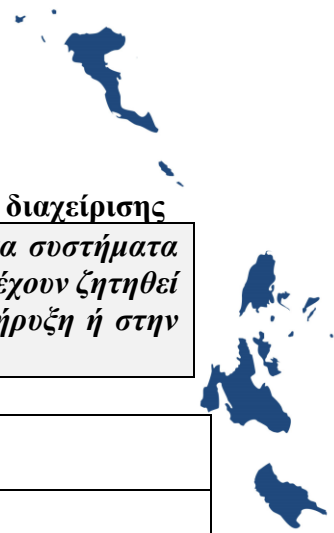 διαχείρισης
α συστήματα
έχουν ζητηθεί
ήρυξη ή στην